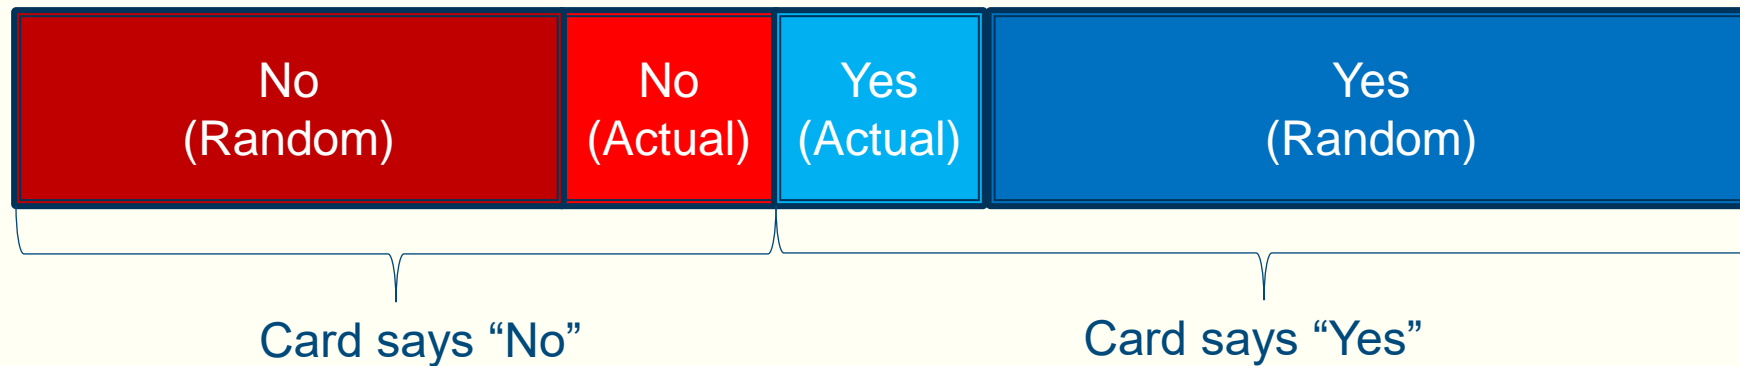 No
(Random)
No
(Actual)
Yes
(Actual)
Yes
(Random)
Card says “No”
Card says “Yes”